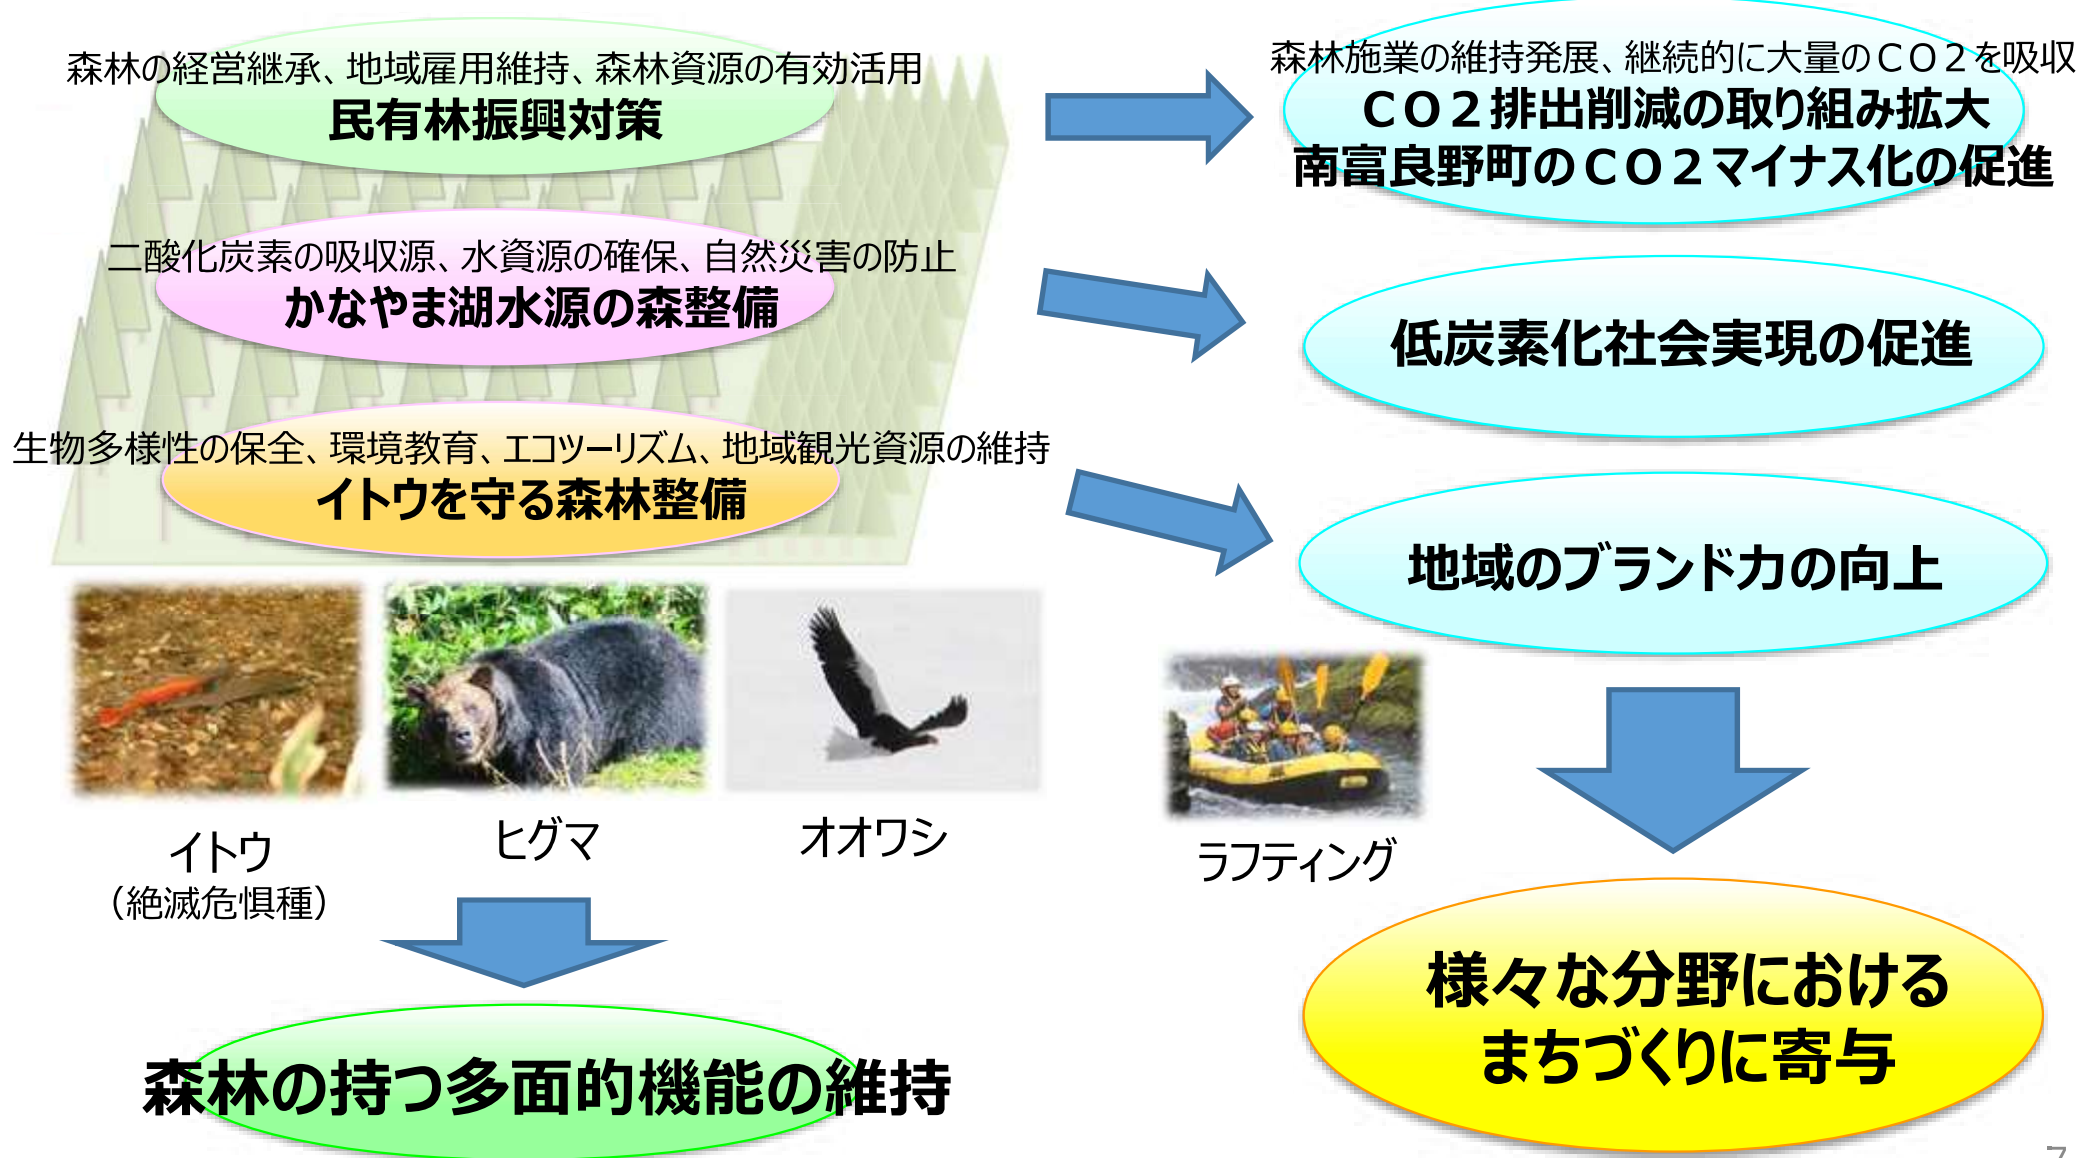 森林の経営継承、地域雇用維持、森林資源の有効活用
民有林振興対策
二酸化炭素の吸収源、水資源の確保、自然災害の防止
かなやま湖水源の森整備
生物多様性の保全、環境教育、エコツーリズム、地域観光資源の維持
イトウを守る森林整備
イトウ
（絶滅危惧種）
ヒグマ
オオワシ
森林の持つ多面的機能の維持
森林施業の維持発展、継続的に大量のＣＯ２を吸収
ＣＯ２排出削減の取り組み拡大
南富良野町のＣＯ２マイナス化の促進
低炭素化社会実現の促進
地域のブランド力の向上
ラフティング
様々な分野における
まちづくりに寄与
7